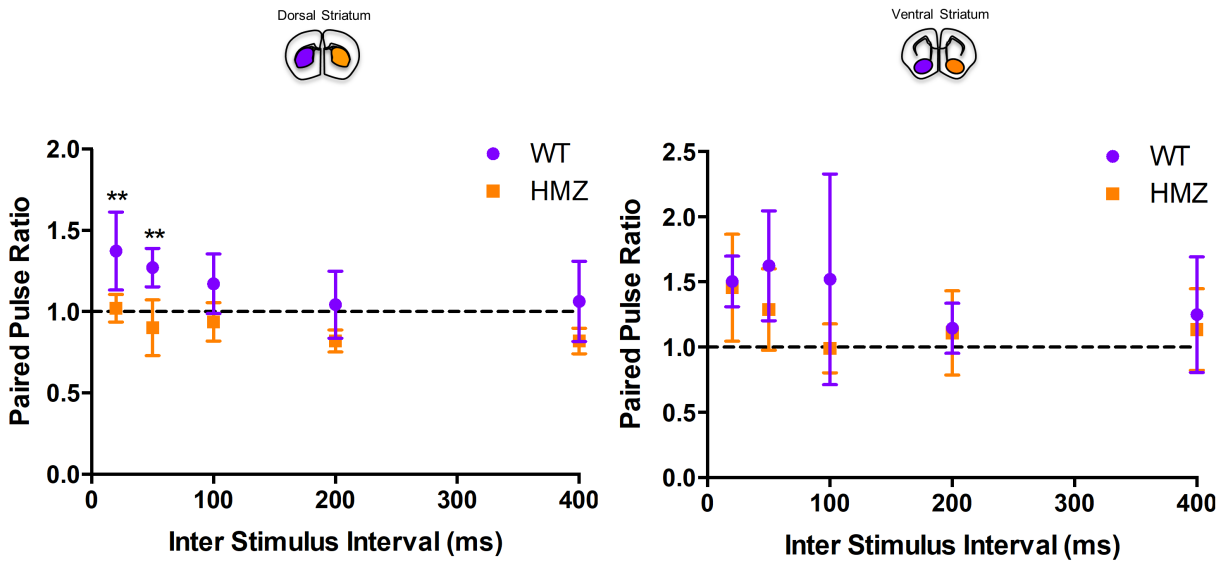 Dorsal Striatum
2.0
1.5
1.0
0.5
0.0
**
**
WT
HMZ
Paired Pulse Ratio
0
100
200
300
400
Inter Stimulus Interval (ms)
Ventral Striatum
2.5
2.0
1.5
1.0
0.5
0.0
WT
HMZ
Paired Pulse Ratio
0
100
200
300
400
Inter Stimulus Interval (ms)